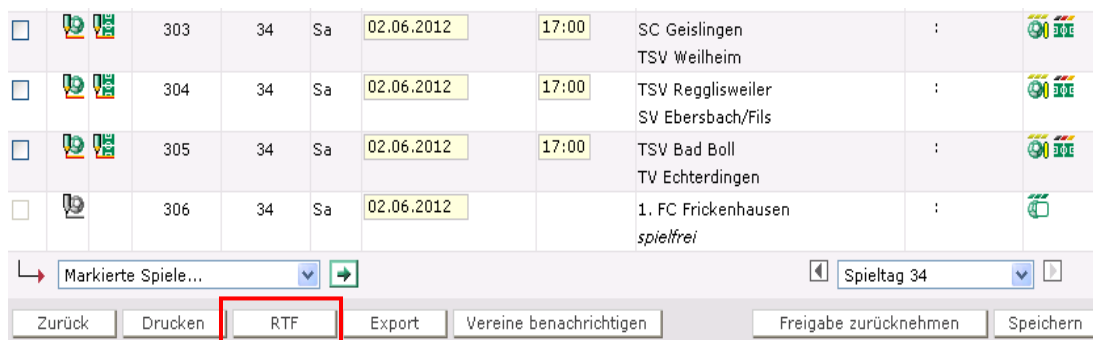 303 34 Sa 02.06.2012 17:00 SC Geislingen :
TSV Weilheim
304 34 Sa 02.06.2012 17:00 TSV Regglisweiler :
SV Ebersbach/Fils
305 34 Sa 02.06.2012 17:00 TSV Bad Boll :
TV Echterdingen
306 34 Sa 02.06.2012 1. FC Frickenhausen :
spielfrei
Markierte Spiele... Spieltag 34
Zurück Drucken RTF Export Vereine benachrichtigen Freigabe zurücknehmen Speichern